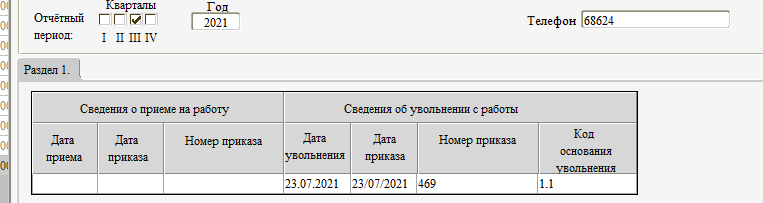 Кварталы
Год
Отчётный
период:
I II III IV
2021
Телефон 68624
Раздел 1.
Сведения о приеме на работу
Сведения об увольнении с работы
Дата
приема
Дата
приказа
Номер приказа
Дата
увольнения
Дата
приказа
Номер приказа
Код
основания
увольнения
23.07.2021 23/07/2021 469 1.1